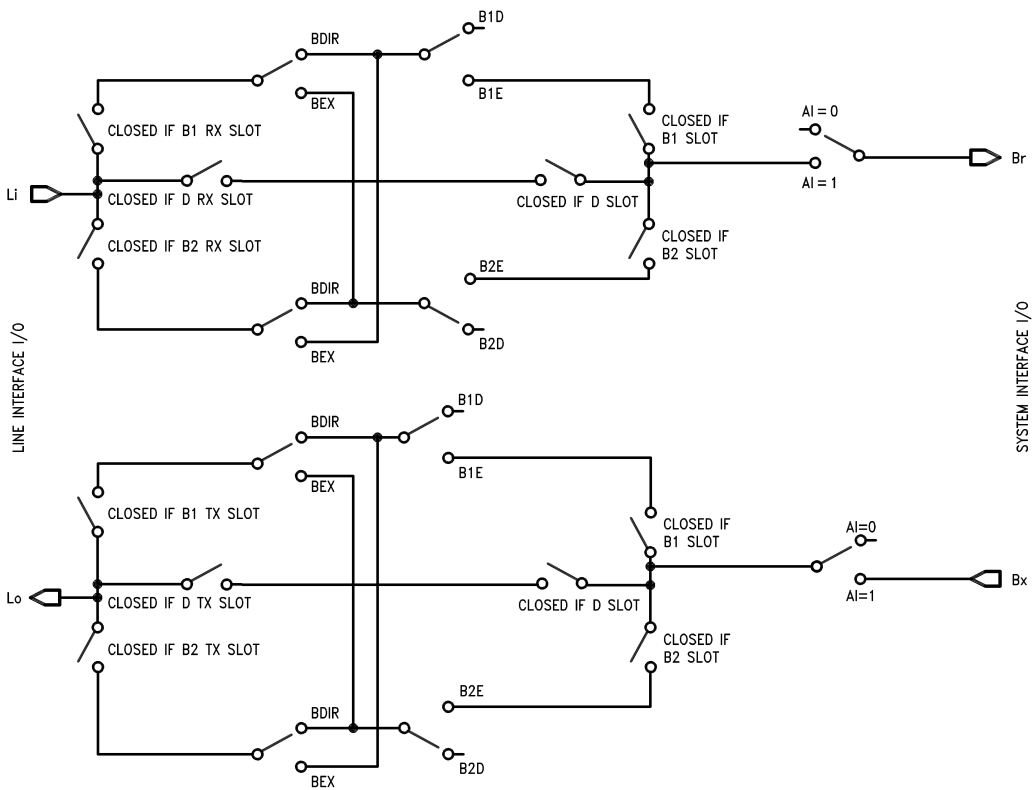 B1D
BDIR
BEX
B1E
CLOSED IF B1 RX SLOT
CLOSED IF
B1 SLOT
AI = 0
AI = 1
Br
Li
CLOSED IF D RX SLOT
CLOSED IF D SLOT
CLOSED IF B2 RX SLOT
CLOSED IF
B2 SLOT
B2E
BDIR
BEX
B2D
LINE INTERFACE I/O
SYSTEM INTERFACE I/O
B1D
BDIR
BEX
B1E
CLOSED IF B1 TX SLOT
CLOSED IF
B1 SLOT
AI=0
AI=1
Bx
Lo
CLOSED IF D TX SLOT
CLOSED IF D SLOT
CLOSED IF B2 TX SLOT
CLOSED IF
B2 SLOT
B2E
BDIR
BEX
B2D